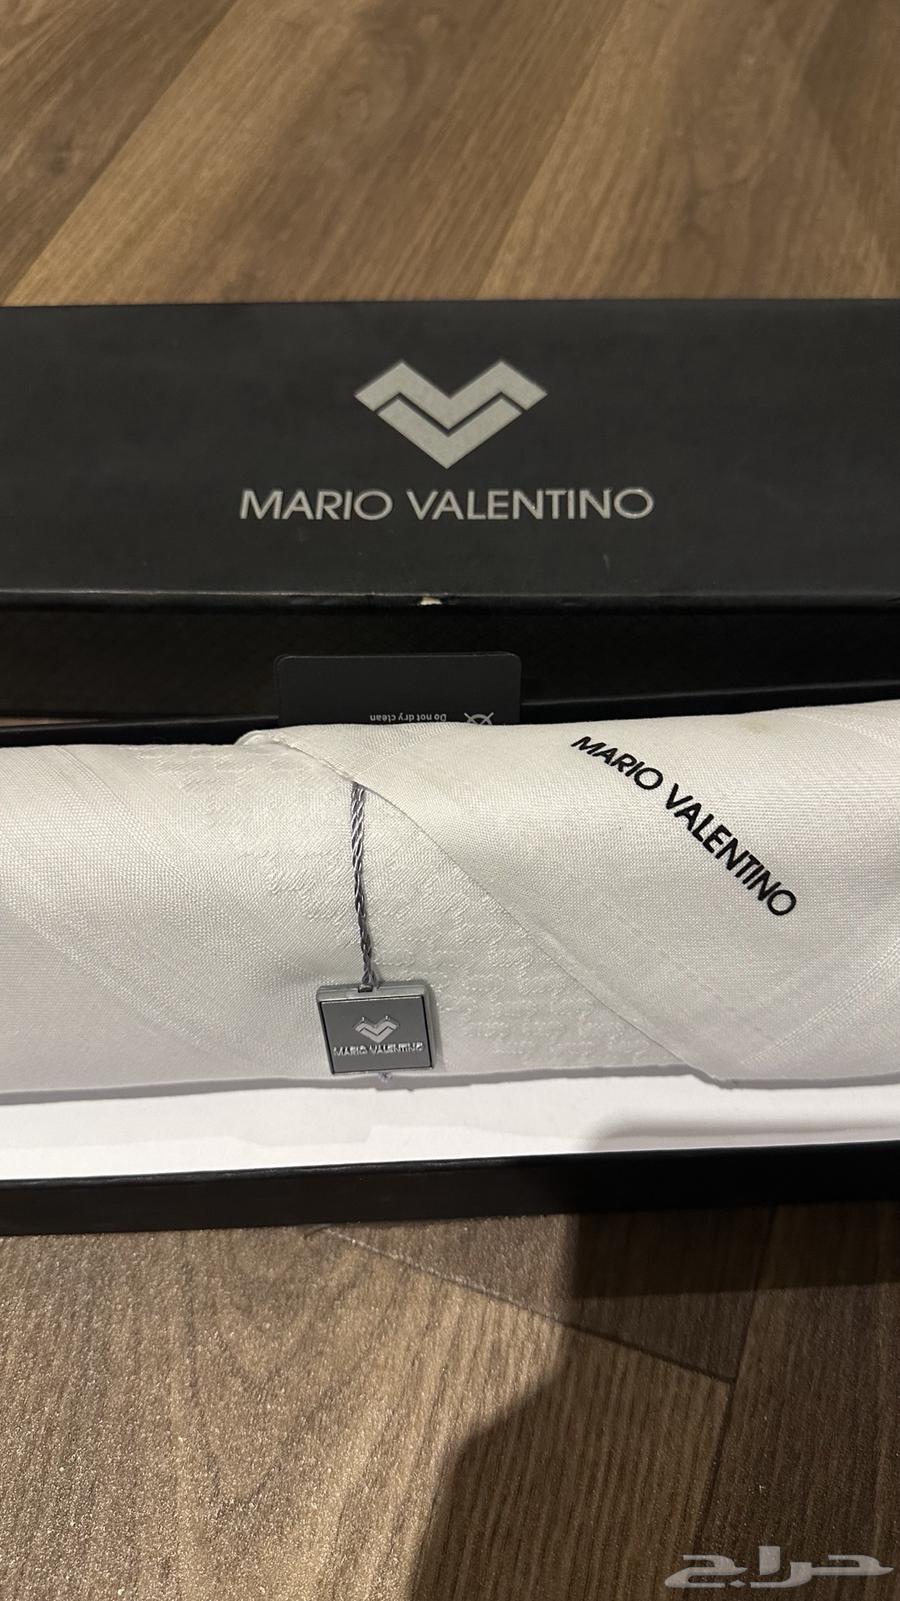 MARIO VALENTINO
Do not dry clean
MARIO VALENTINO
MARIO VALENTINO
حراج